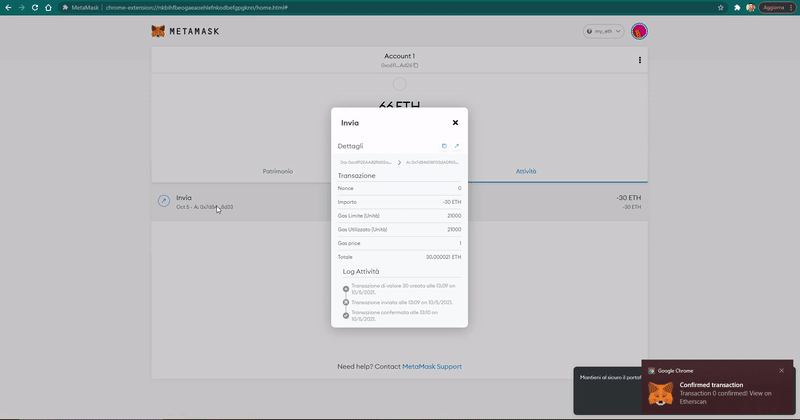 MetaMask
chrome-extension://nkbihfbeogaeaoehlefnkodbefgpgknn/home.html#
Aggiorna
METAMASK
my_eth
Account 1
66 ETH
Patrimonio
Attività
Invia
Oct 5 - A: 0x7d84...8d03
-30 ETH
-30 ETH
Invia
Dettagli
Transazione
Nonce 0
Importo -30 ETH
Gas Limite (Unità) 21000
Gas Utilizzato (Unità) 21000
Gas price 1
Totale 30,000021 ETH
Log Attività
Transazione di valore 30 creata alle 13:09 on
10/5/2021.
Transazione inviata alle 13:09 on 10/5/2021.
Transazione confermata alle 13:10 on
10/5/2021.
Need help? Contact MetaMask Support
Mantieni al sicuro il portaf
Google Chrome
Confirmed transaction
Transaction 0 confirmed! View on
Etherscan